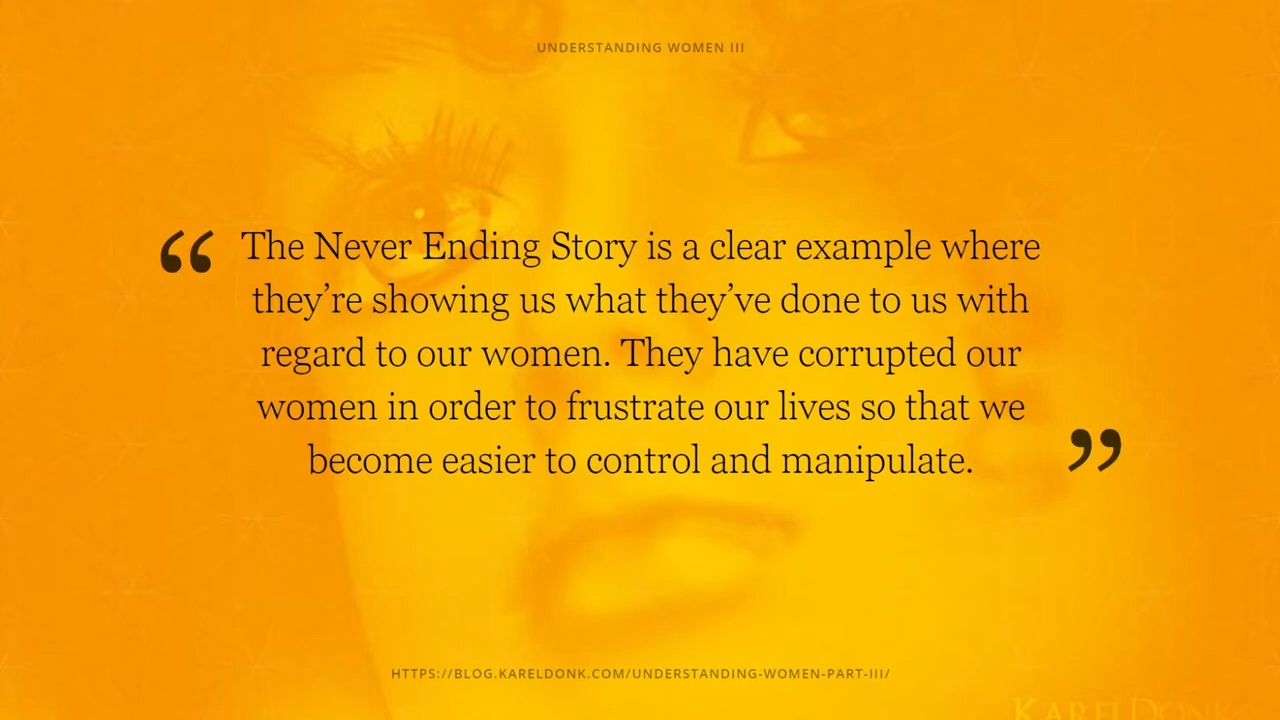 UNDERSTANDING WOMEN III
“ The Never Ending Story is a clear example where
they’re showing us what they’ve done to us with
regard to our women. They have corrupted our
women in order to frustrate our lives so that we
become easier to control and manipulate. ”
HTTPS://BLOG.KARELDONK.COM/UNDERSTANDING-WOMEN-PART-III/
KARELDONK